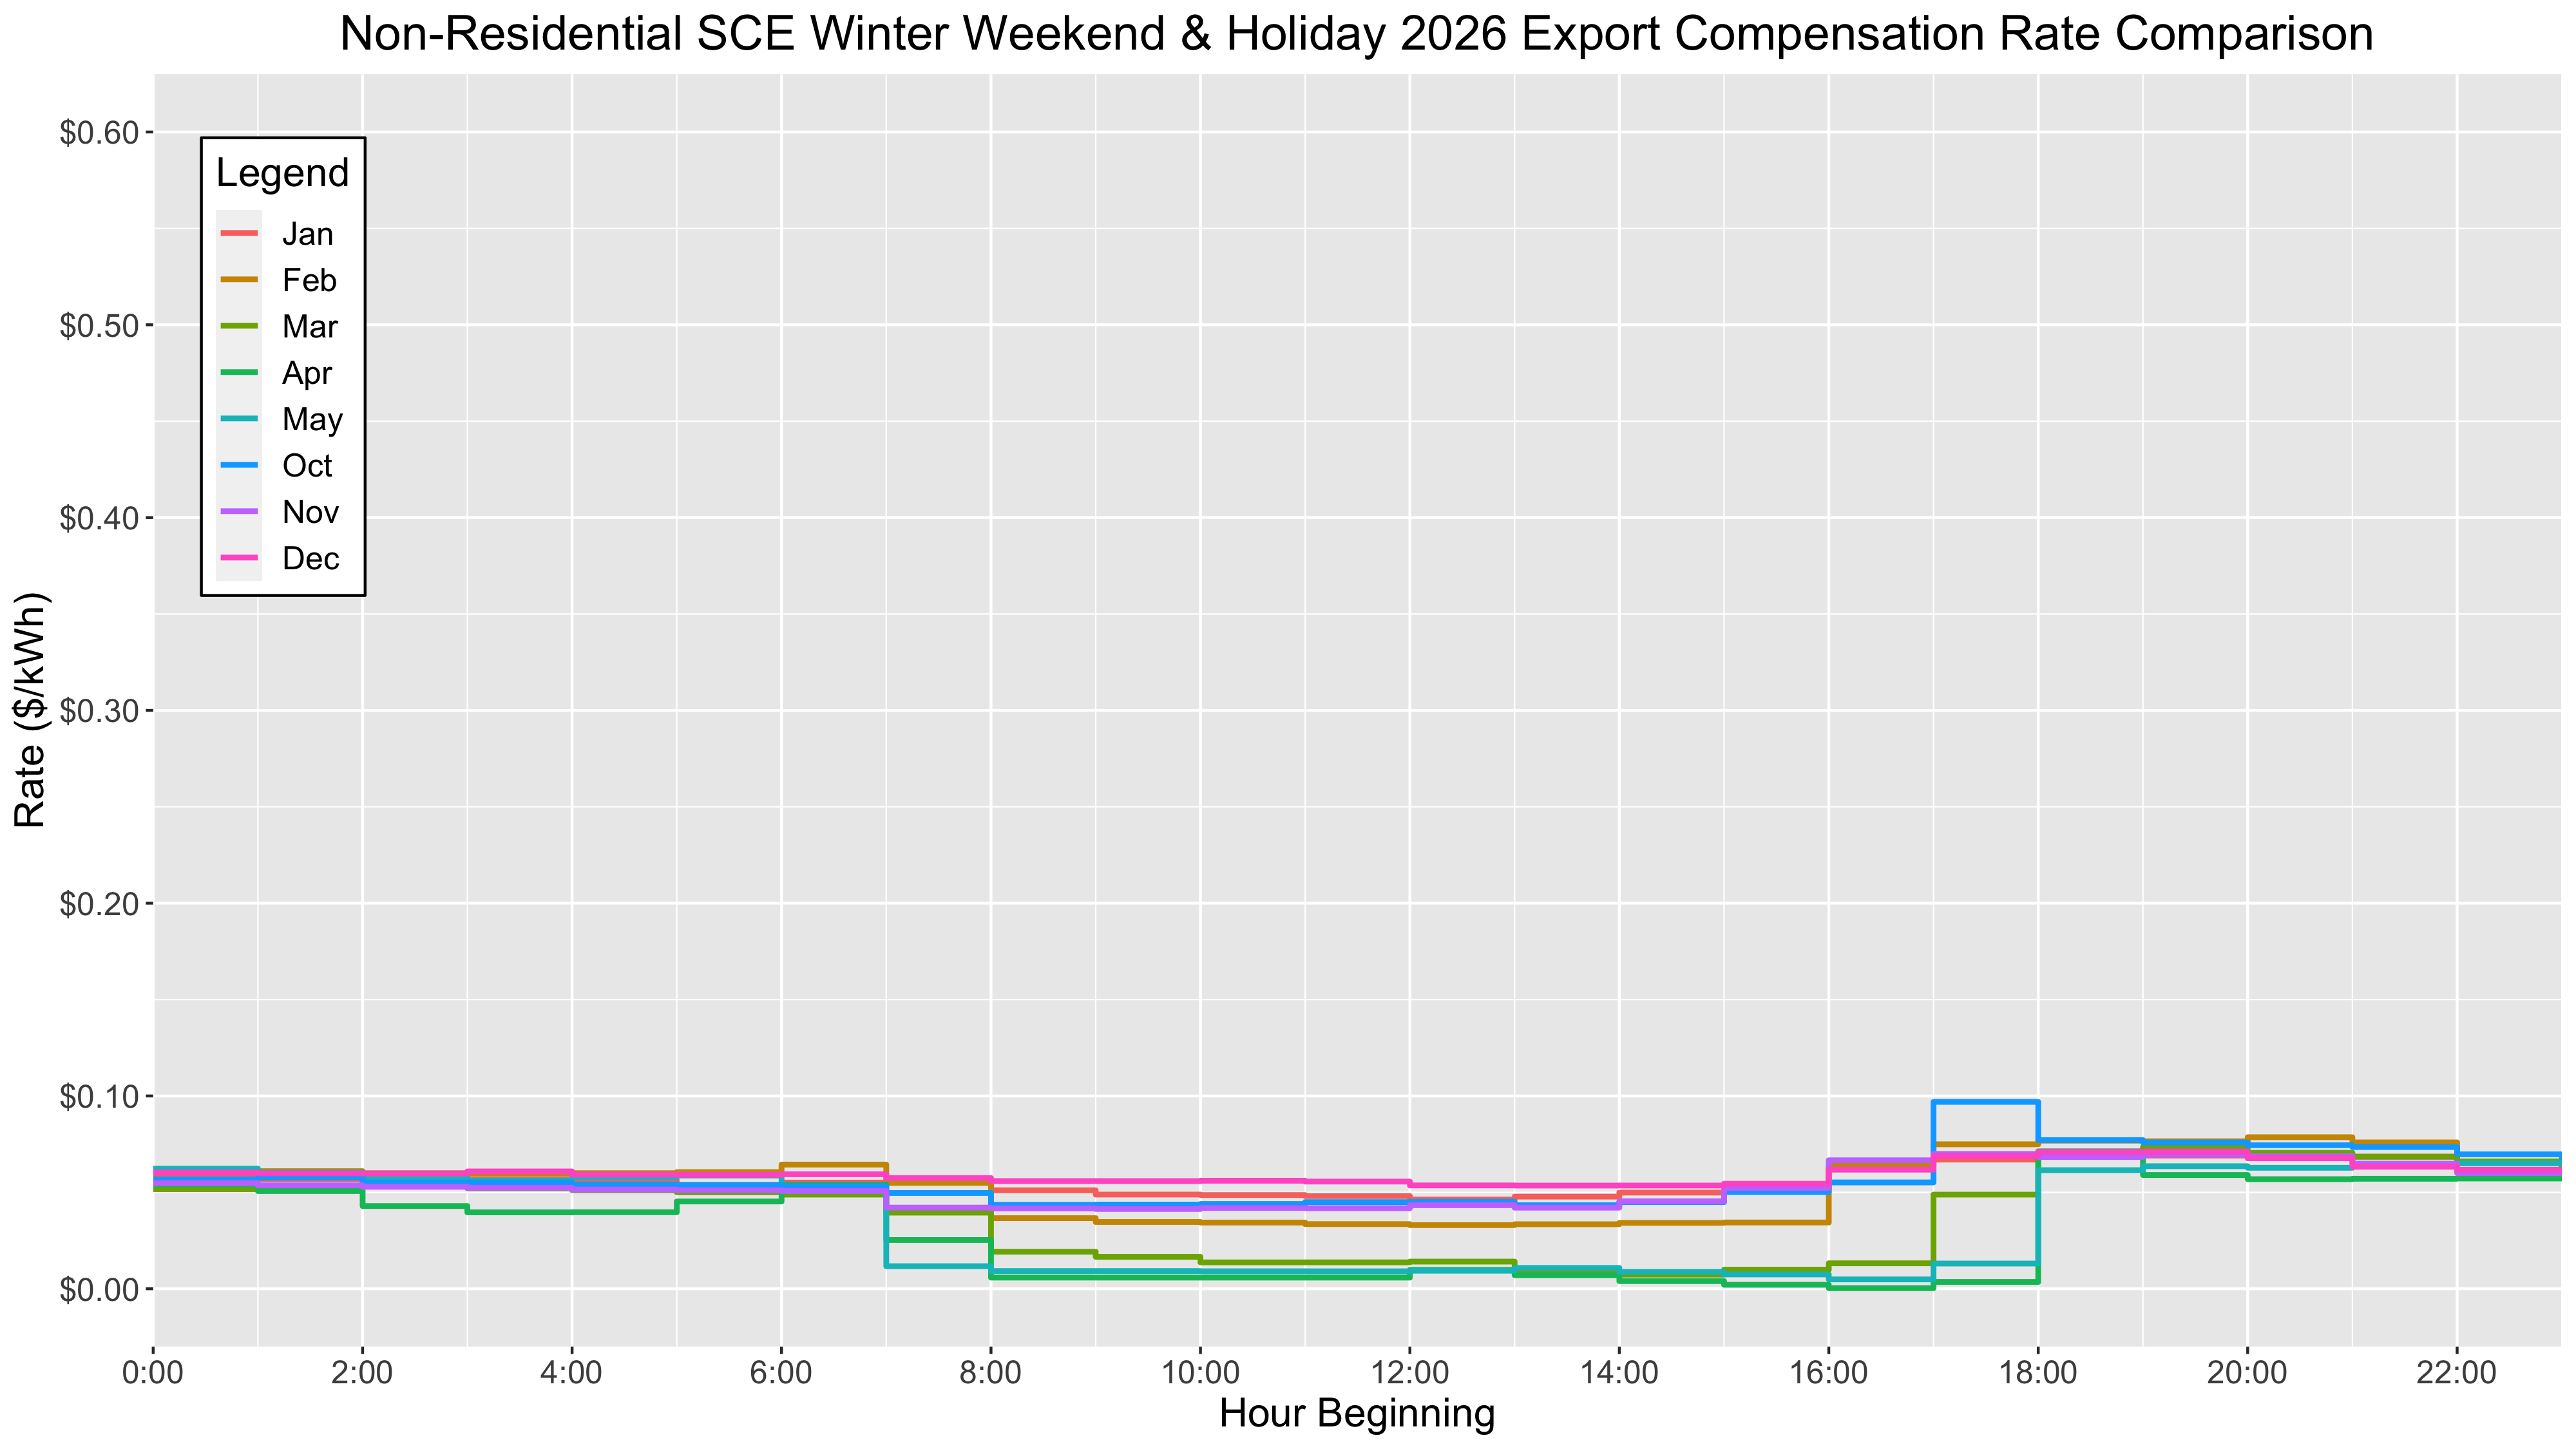 Non-Residential SCE Winter Weekend & Holiday 2026 Export Compensation Rate Comparison
Legend
Jan
Feb
Mar
Apr
May
Oct
Nov
Dec
Rate ($/kWh)
$0.60
$0.50
$0.40
$0.30
$0.20
$0.10
$0.00
0:00 2:00 4:00 6:00 8:00 10:00 12:00 14:00 16:00 18:00 20:00 22:00
Hour Beginning